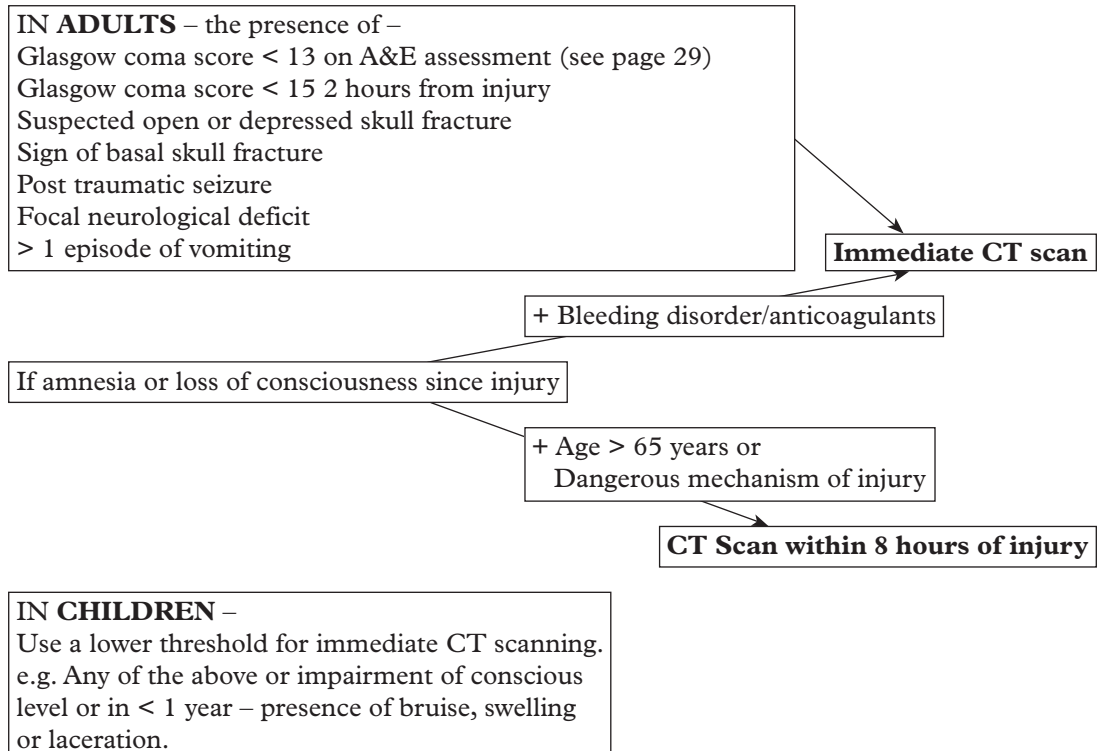 IN ADULTS – the presence of –
Glasgow coma score < 13 on A&E assessment (see page 29)
Glasgow coma score < 15 2 hours from injury
Suspected open or depressed skull fracture
Sign of basal skull fracture
Post traumatic seizure
Focal neurological deficit
> 1 episode of vomiting
Immediate CT scan
+ Bleeding disorder/anticoagulants
If amnesia or loss of consciousness since injury
+ Age > 65 years or
Dangerous mechanism of injury
CT Scan within 8 hours of injury
IN CHILDREN –
Use a lower threshold for immediate CT scanning.
e.g. Any of the above or impairment of conscious
level or in < 1 year – presence of bruise, swelling
or laceration.